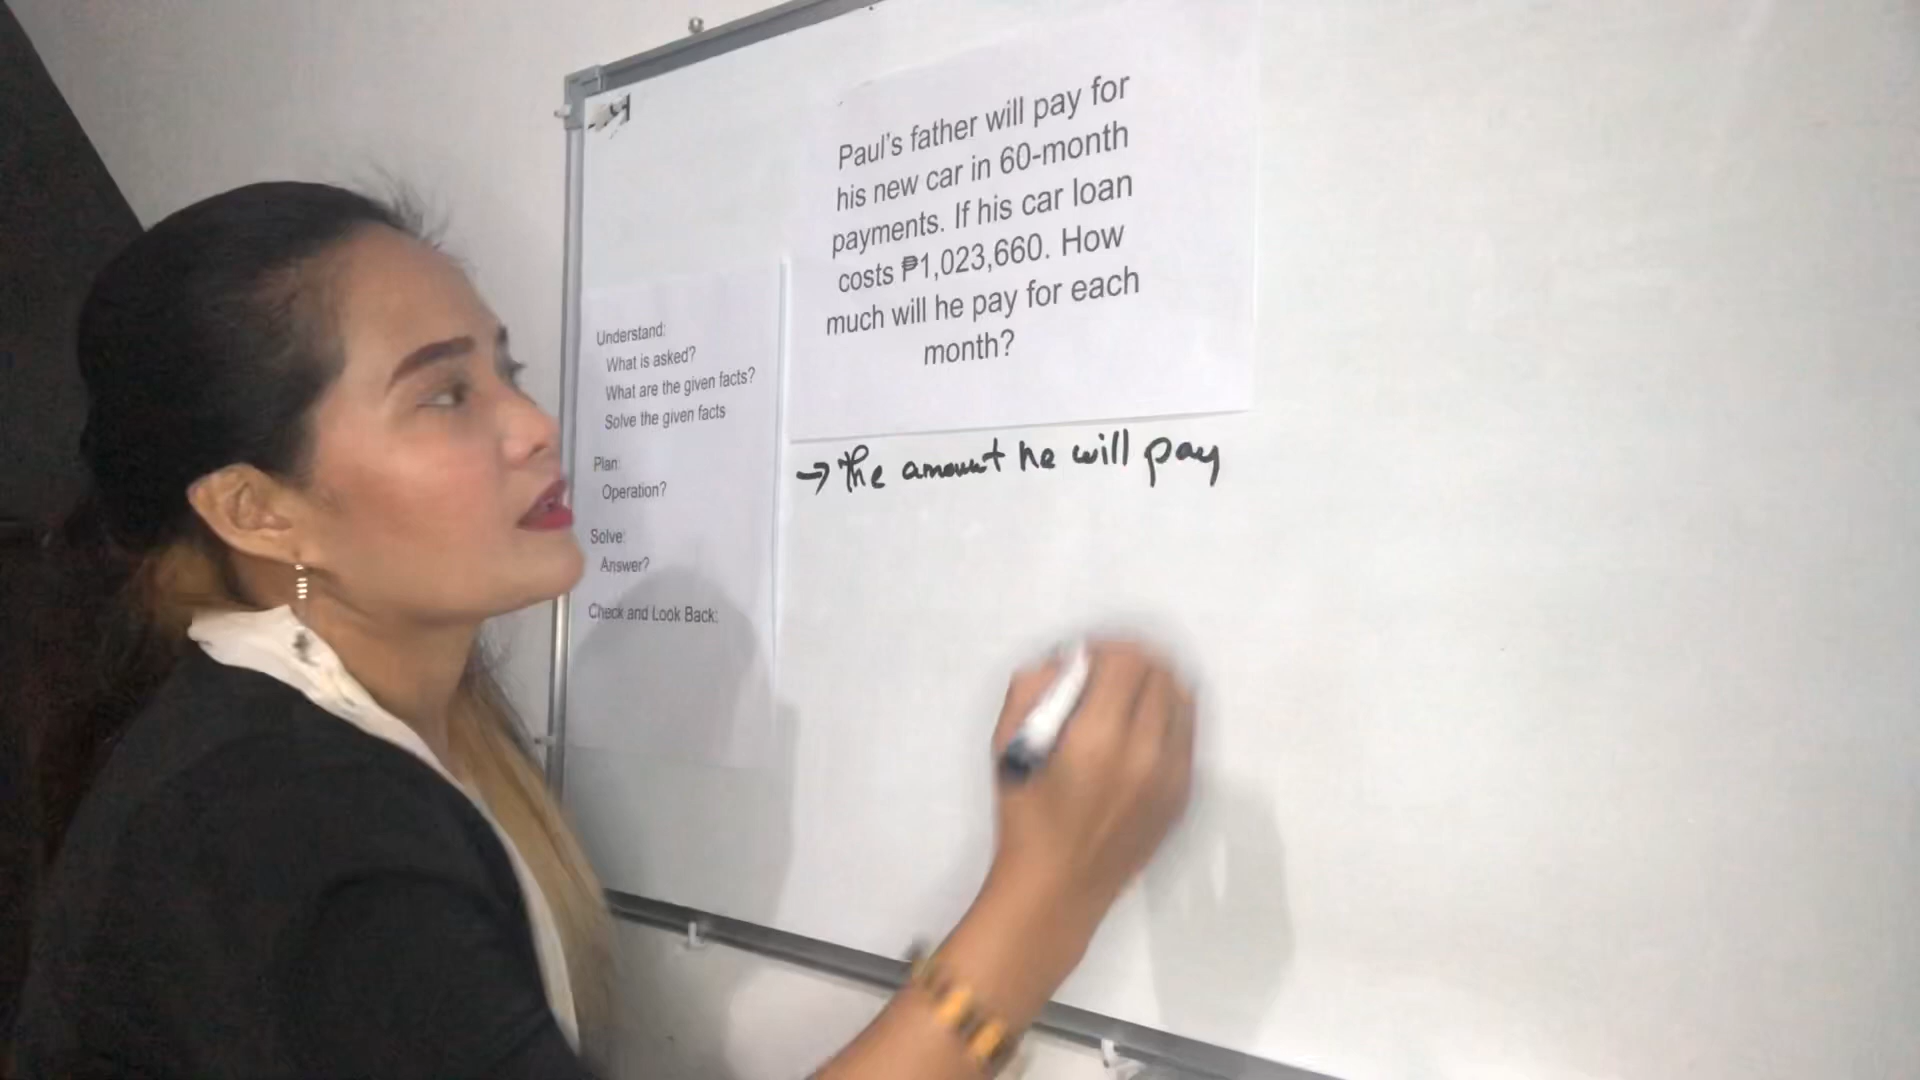 Paul's father will pay for
his new car in 60-month
payments. If his car loan
costs ₱1,023,660. How
much will he pay for each
month?
Understand:
What is asked?
What are the given facts?
Solve the given facts
Plan:
Operation?
Solve:
Answer?
Check and Look Back:
→ The amount he will pay